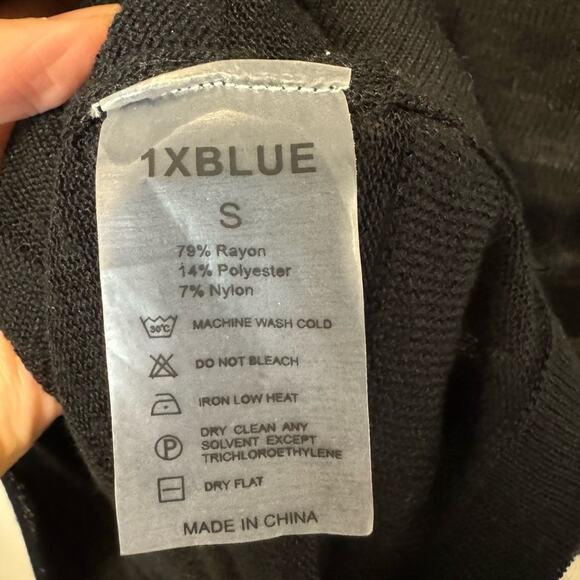 1XBLUE
S
79% Rayon
14% Polyester
7% Nylon
30°C MACHINE WASH COLD
DO NOT BLEACH
IRON LOW HEAT
P DRY CLEAN ANY
SOLVENT EXCEPT
TRICHLOROETHYLENE
DRY FLAT
MADE IN CHINA